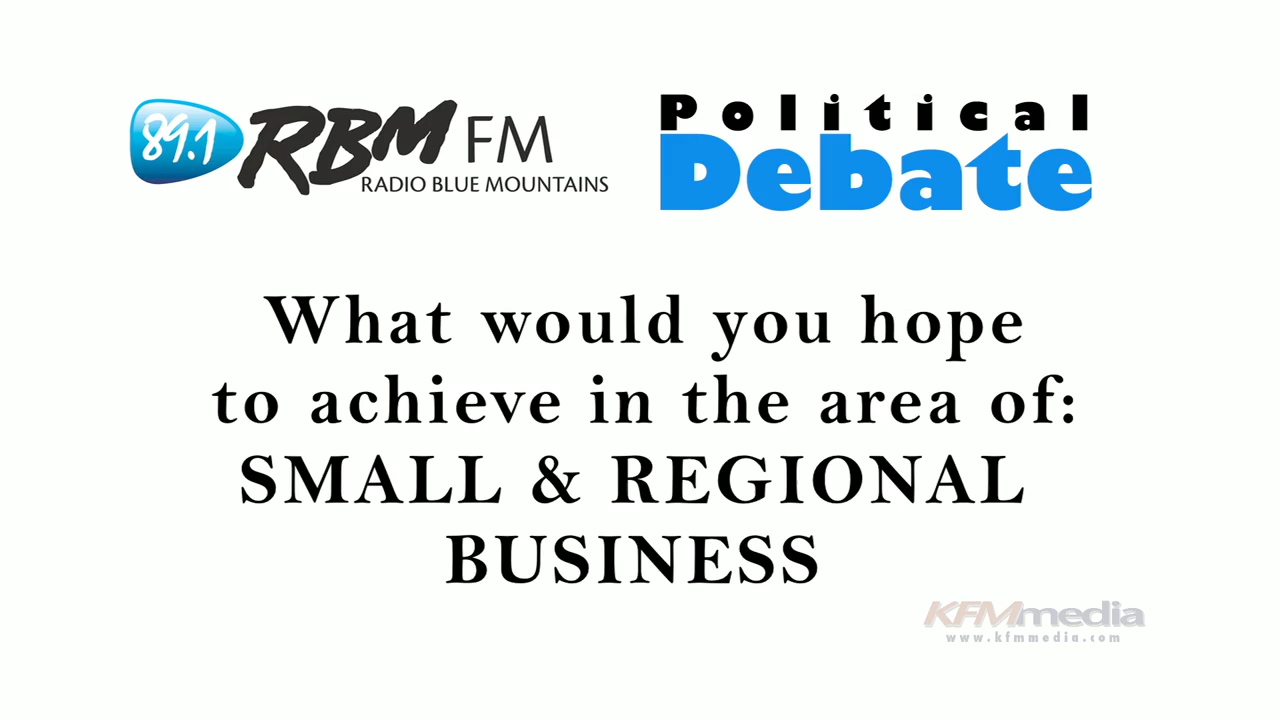 89.1 RBM FM
RADIO BLUE MOUNTAINS
Political
Debate
What would you hope
to achieve in the area of:
SMALL & REGIONAL
BUSINESS
KFMmedia
www.kfmmedia.com